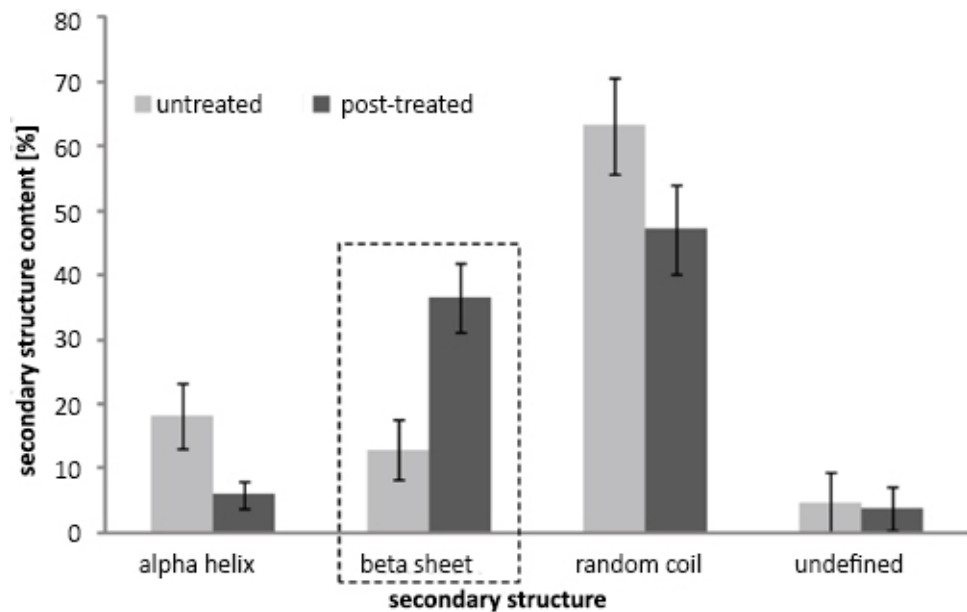 80
70
untreated post-treated
60
50
40
30
20
10
0
secondary structure content [%]
alpha helix beta sheet random coil undefined
secondary structure